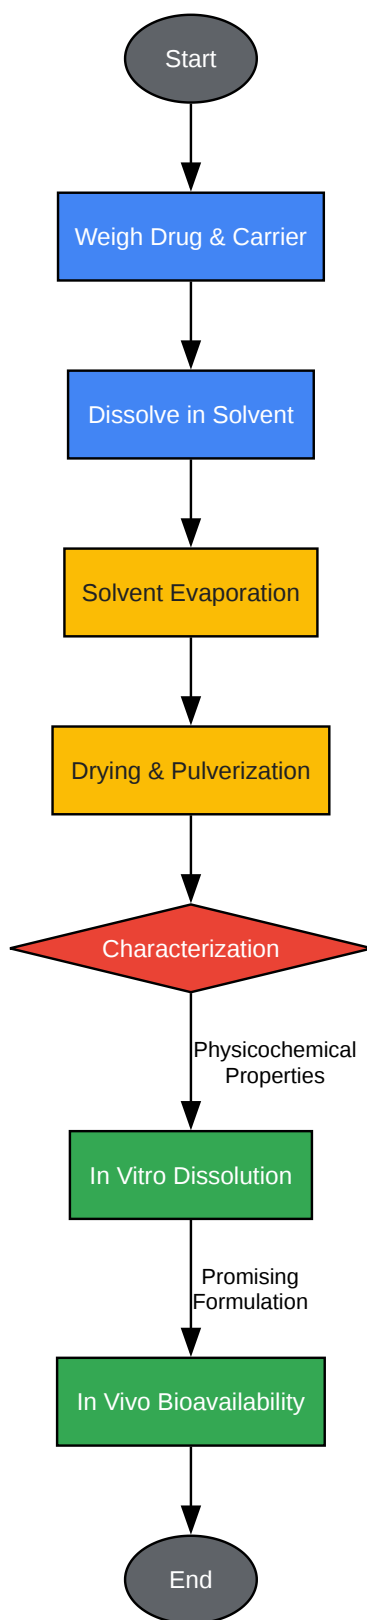 Start
Weigh Drug & Carrier
Dissolve in Solvent
Solvent Evaporation
Drying & Pulverization
Characterization
Physicochemical
Properties
In Vitro Dissolution
Promising
Formulation
In Vivo Bioavailability
End